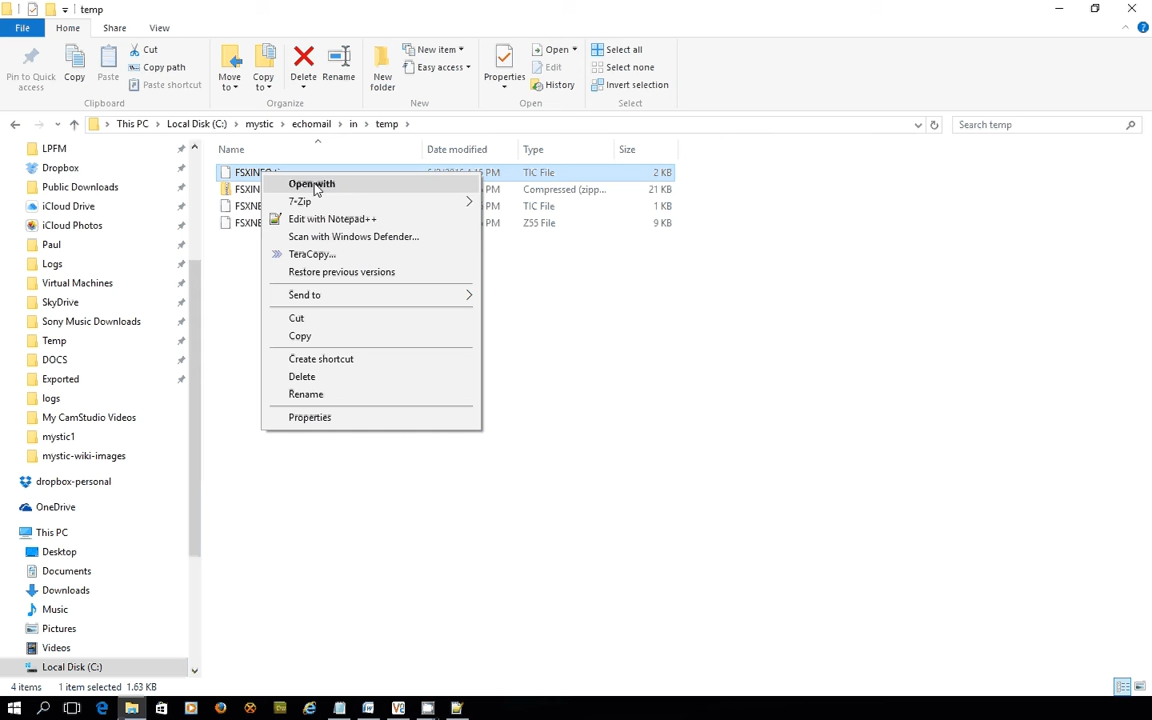 temp
File Home Share View
Pin to Quick access
Copy
Paste
Cut
Copy path
Paste shortcut
Move to
Copy to
Delete
Rename
New folder
New item
Easy access
Properties
Open
Edit
History
Select all
Select none
Invert selection
Clipboard Organize New Open Select
This PC Local Disk (C:) mystic echomail in temp
Search temp
Name Date modified Type Size
TIC File 2 KB
FSXIN PM Compressed (zipp... 21 KB
FSXNE PM TIC File 1 KB
FSXNE PM Z55 File 9 KB
Open with
7-Zip
Edit with Notepad++
Scan with Windows Defender...
TeraCopy...
Restore previous versions
Send to
Cut
Copy
Create shortcut
Delete
Rename
Properties
LPFM
Dropbox
Public Downloads
iCloud Drive
iCloud Photos
Paul
Logs
Virtual Machines
SkyDrive
Sony Music Downloads
Temp
DOCS
Exported
logs
My CamStudio Videos
mystic1
mystic-wiki-images
dropbox-personal
OneDrive
This PC
Desktop
Documents
Downloads
Music
Pictures
Videos
Local Disk (C:)
4 items 1 item selected 1.63 KB